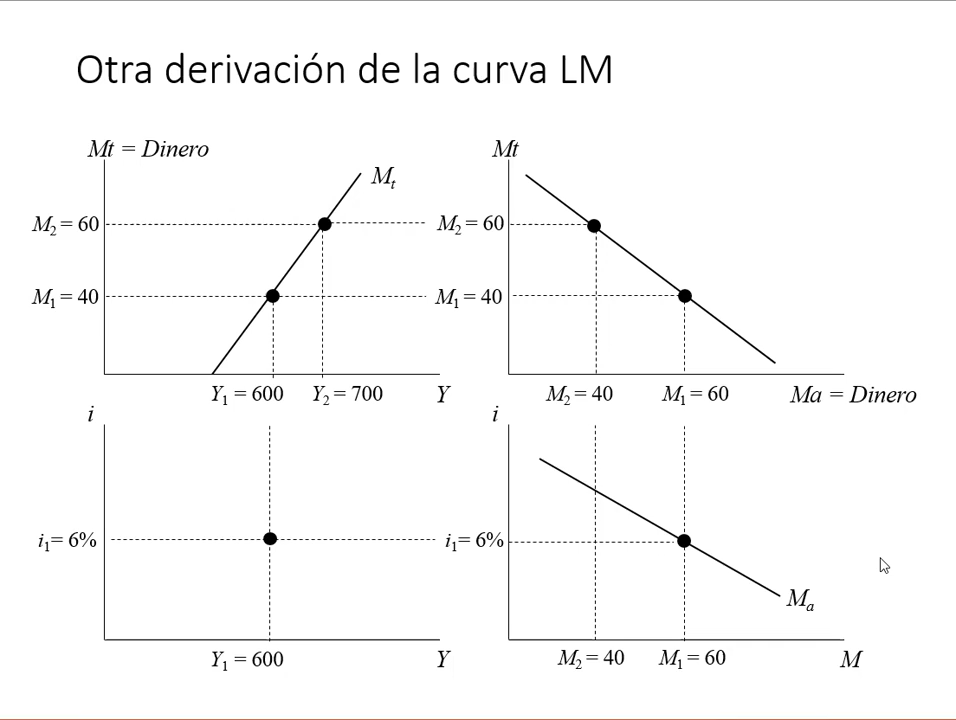 Otra derivación de la curva LM
Mt = Dinero
Mt
M₂ = 60
M₁ = 40
Y₁ = 600
Y₂ = 700
Y
Mt
M₂ = 60
M₁ = 40
M₂ = 40
M₁ = 60
Ma = Dinero
i
i₁ = 6%
Y₁ = 600
Y
i
i₁ = 6%
Ma
M₂ = 40
M₁ = 60
M